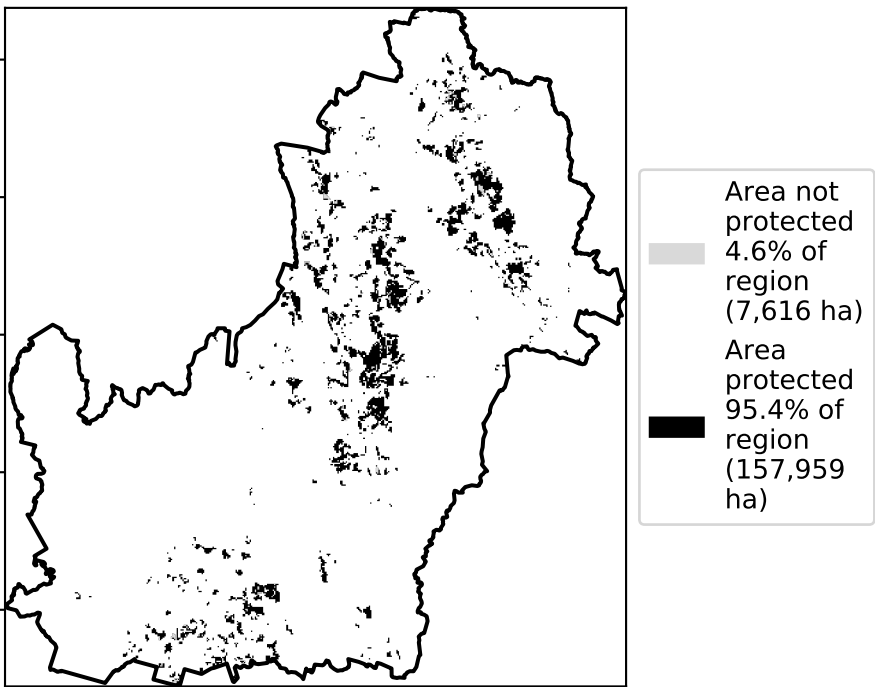 Area not
protected
4.6% of
region
(7,616 ha)
Area
protected
95.4% of
region
(157,959
ha)